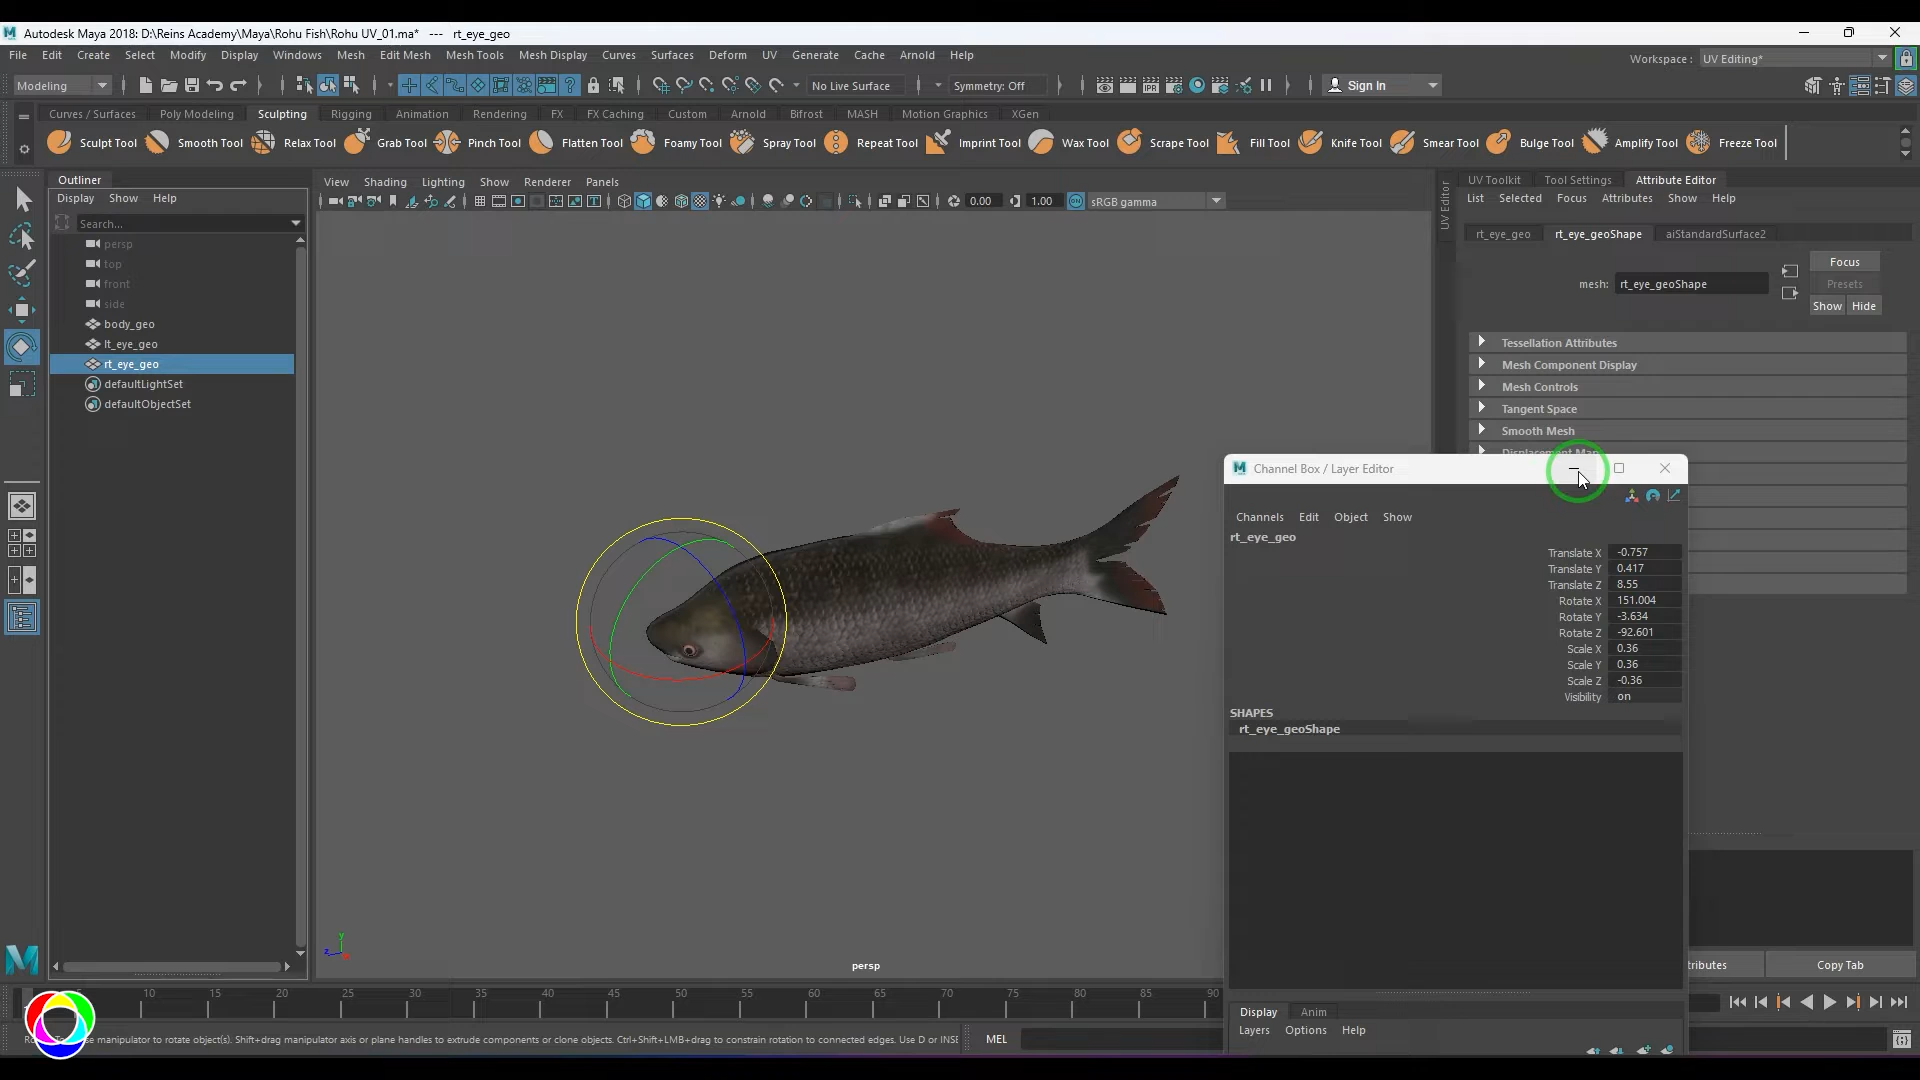 Autodesk Maya 2018: D:\Reins Academy\Maya\Rohu Fish\Rohu UV_01.ma* --- rt_eye_geo
File Edit Create Select Modify Display Windows Mesh Edit Mesh Mesh Tools Mesh Display Curves Surfaces Deform UV Generate Cache Arnold Help
Workspace : UV Editing*
Modeling No Live Surface Symmetry: Off Sign In
Curves / Surfaces Poly Modeling Sculpting Rigging Animation Rendering FX FX Caching Custom Arnold Bifrost MASH Motion Graphics XGen
Sculpt Tool Smooth Tool Relax Tool Grab Tool Pinch Tool Flatten Tool Foamy Tool Spray Tool Repeat Tool Imprint Tool Wax Tool Scrape Tool Fill Tool Knife Tool Smear Tool Bulge Tool Amplify Tool Freeze Tool
Outliner
Display Show Help
Search...
persp
top
front
side
body_geo
lt_eye_geo
rt_eye_geo
defaultLightSet
defaultObjectSet
View Shading Lighting Show Renderer Panels
0.00 1.00 sRGB gamma
persp
UV Editor
UV Toolkit Tool Settings Attribute Editor
List Selected Focus Attributes Show Help
rt_eye_geo rt_eye_geoShape aiStandardSurface2
mesh: rt_eye_geoShape
Focus
Presets
Show Hide
Tessellation Attributes
Mesh Component Display
Mesh Controls
Tangent Space
Smooth Mesh
Channel Box / Layer Editor
Channels Edit Object Show
rt_eye_geo
Translate X -0.757
Translate Y 0.417
Translate Z 8.55
Rotate X 151.004
Rotate Y -3.634
Rotate Z -92.601
Scale X 0.36
Scale Y 0.36
Scale Z -0.36
Visibility on
SHAPES
rt_eye_geoShape
Display Anim
Layers Options Help
Copy Tab
10 15 20 25 30 35 40 45 50 55 60 65 70 75 80 85 90
manipulator to rotate object(s). Shift+drag manipulator axis or plane handles to extrude components or clone objects. Ctrl+Shift+LMB+drag to constrain rotation to connected edges. Use D or INSE
MEL